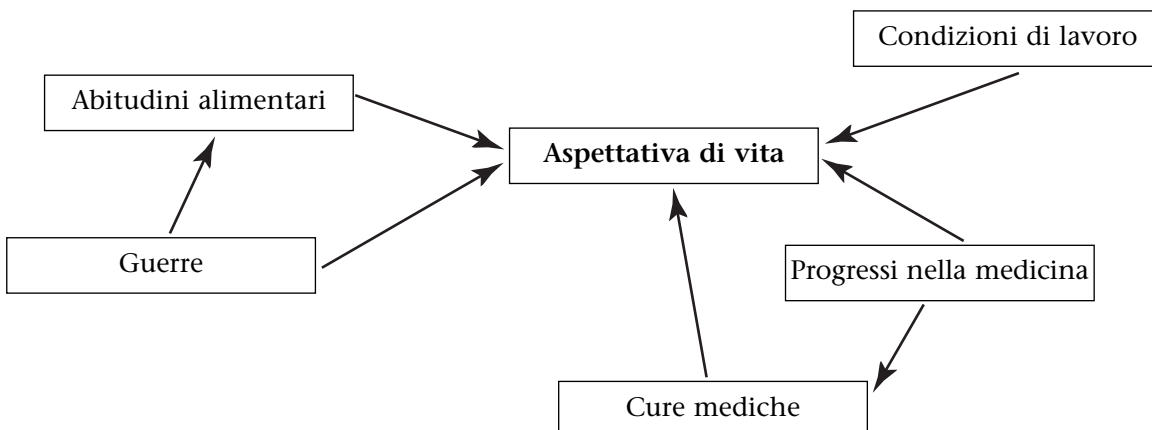 Condizioni di lavoro
Abitudini alimentari
Aspettativa di vita
Guerre
Progressi nella medicina
Cure mediche